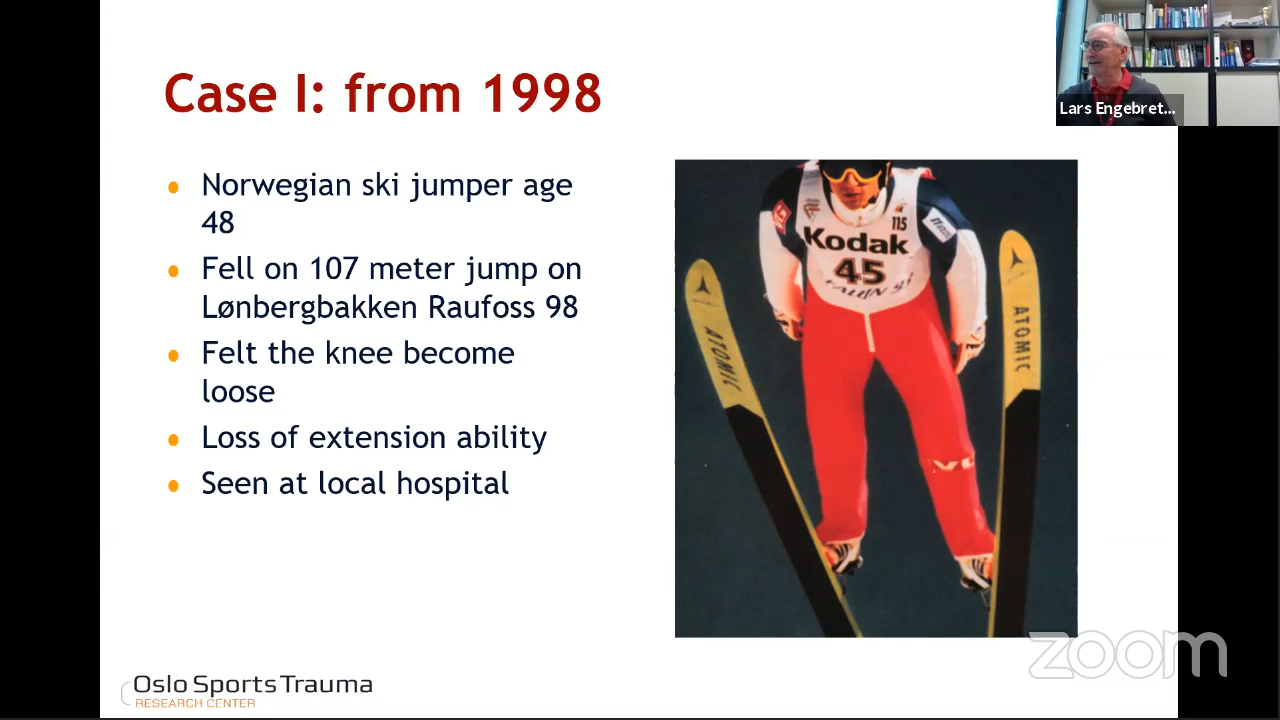 Case I: from 1998
Lars Engebret...
Norwegian ski jumper age
48
Fell on 107 meter jump on
Lønbergbakken Raufoss 98
Felt the knee become
loose
Loss of extension ability
Seen at local hospital
115
Kodak
45
FALUN 93
ATOMIC
ATOMIC
zoom
Oslo Sports Trauma
RESEARCH CENTER